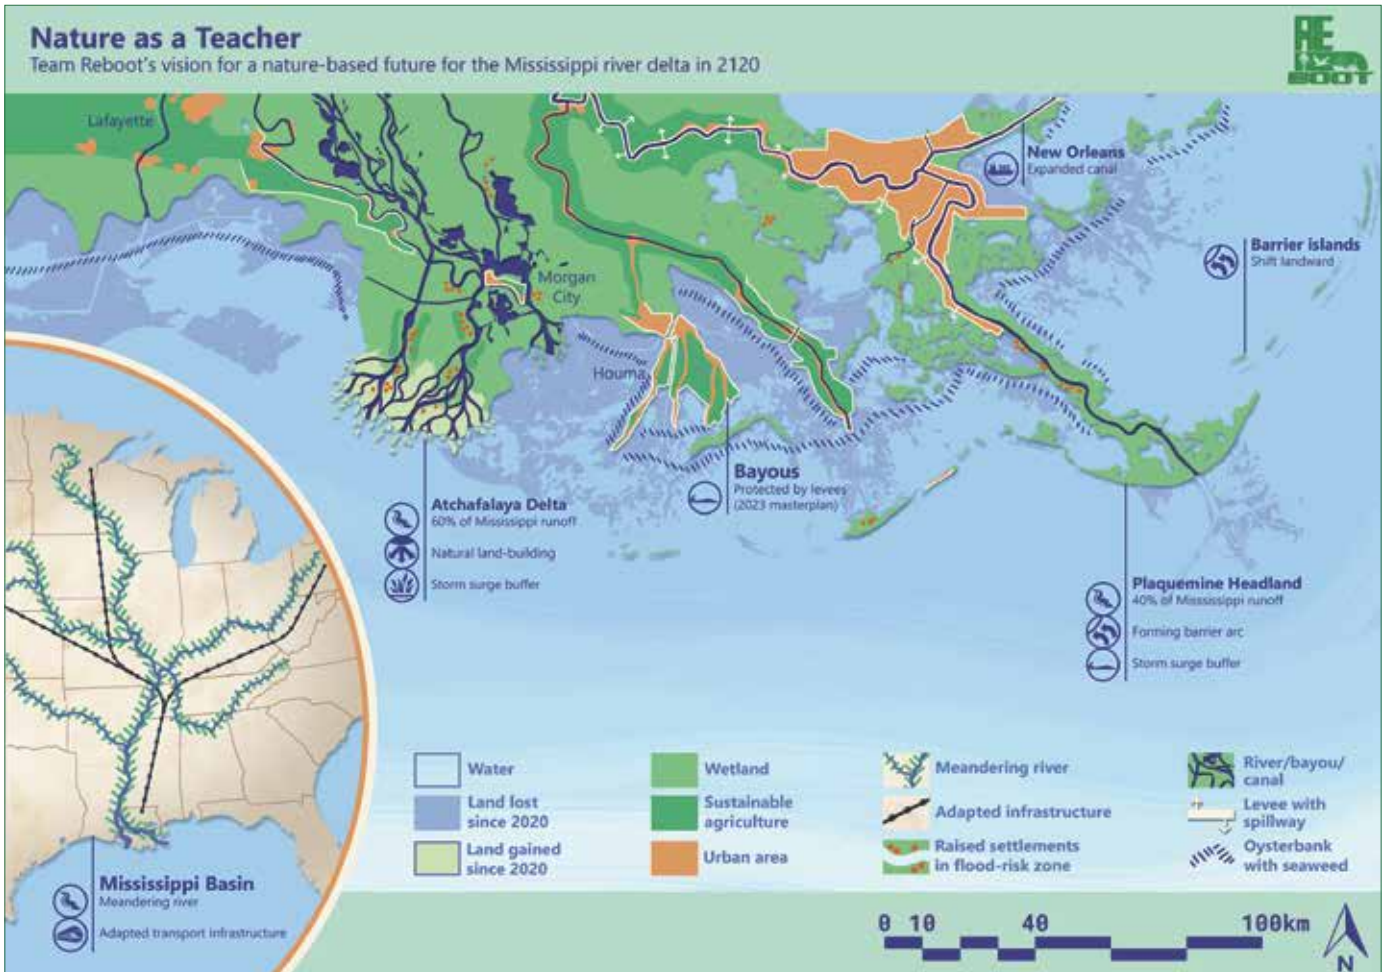 Nature as a Teacher
Team Reboot's vision for a nature-based future for the Mississippi river delta in 2120
RE
BOOT
Lafayette
New Orleans
Expanded canal
Barrier islands
Shift landward
Morgan
City
Houma
Bayous
Protected by levees
(2023 masterplan)
Atchafalaya Delta
60% of Mississippi runoff
Natural land-building
Storm surge buffer
Plaquemine Headland
40% of Misssissippi runoff
Forming barrier arc
Storm surge buffer
Water
Land lost
since 2020
Land gained
since 2020
Wetland
Sustainable
agriculture
Urban area
Meandering river
Adapted infrastructure
Raised settlements
in flood-risk zone
River/bayou/
canal
Levee with
spillway
Oysterbank
with seaweed
Mississippi Basin
Meandering river
Adapted transport infrastructure
0 10 40 100km
N